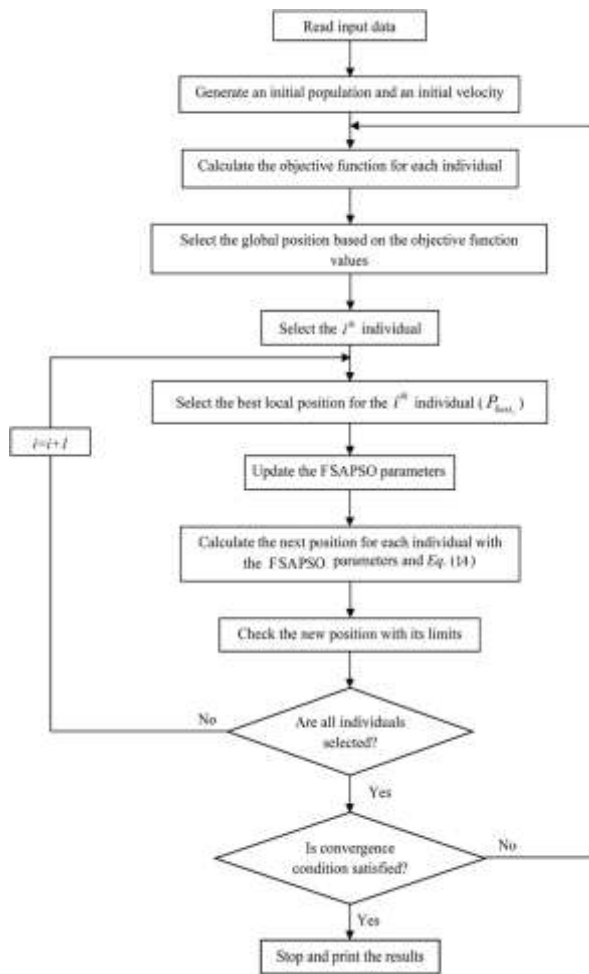 Read input data
Generate an initial population and an initial velocity
Calculate the objective function for each individual
Select the global position based on the objective function
values
Select the i^th individual
Select the best local position for the i^th individual (P_best_i)
i=i+1
Update the FSAPSO parameters
Calculate the next position for each individual with
the FSAPSO parameters and Eq. (14)
Check the new position with its limits
No
Are all individuals
selected?
Yes
Is convergence
condition satisfied?
No
Yes
Stop and print the results